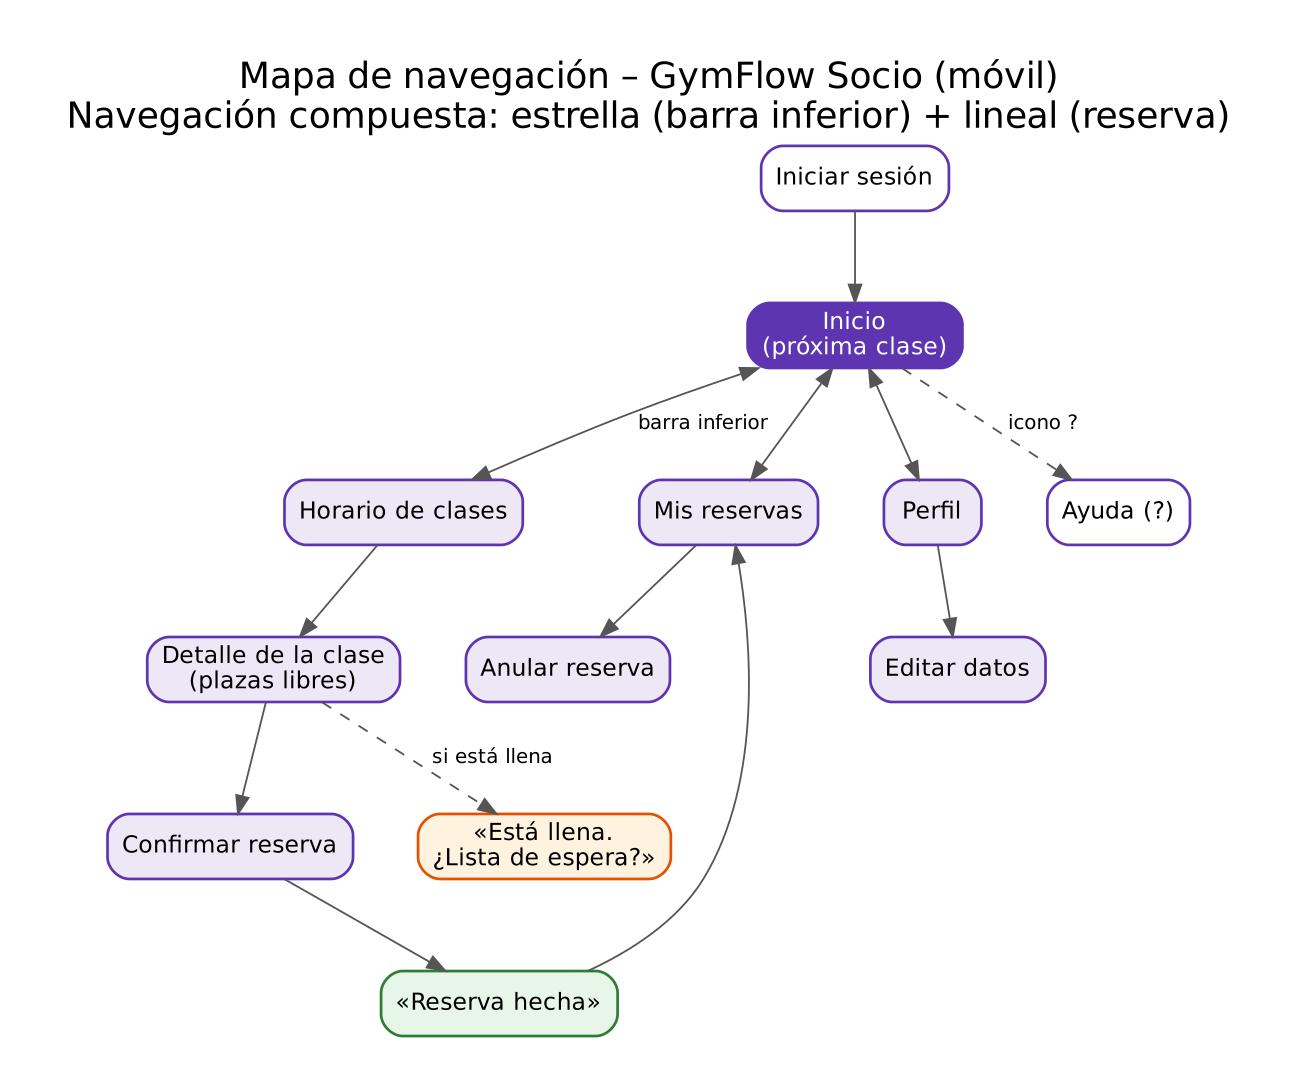 Mapa de navegación – GymFlow Socio (móvil)
Navegación compuesta: estrella (barra inferior) + lineal (reserva)
Iniciar sesión
Inicio
(próxima clase)
barra inferior
icono ?
Horario de clases
Mis reservas
Perfil
Ayuda (?)
Detalle de la clase
(plazas libres)
Anular reserva
Editar datos
si está llena
Confirmar reserva
«Está llena.
¿Lista de espera?»
«Reserva hecha»